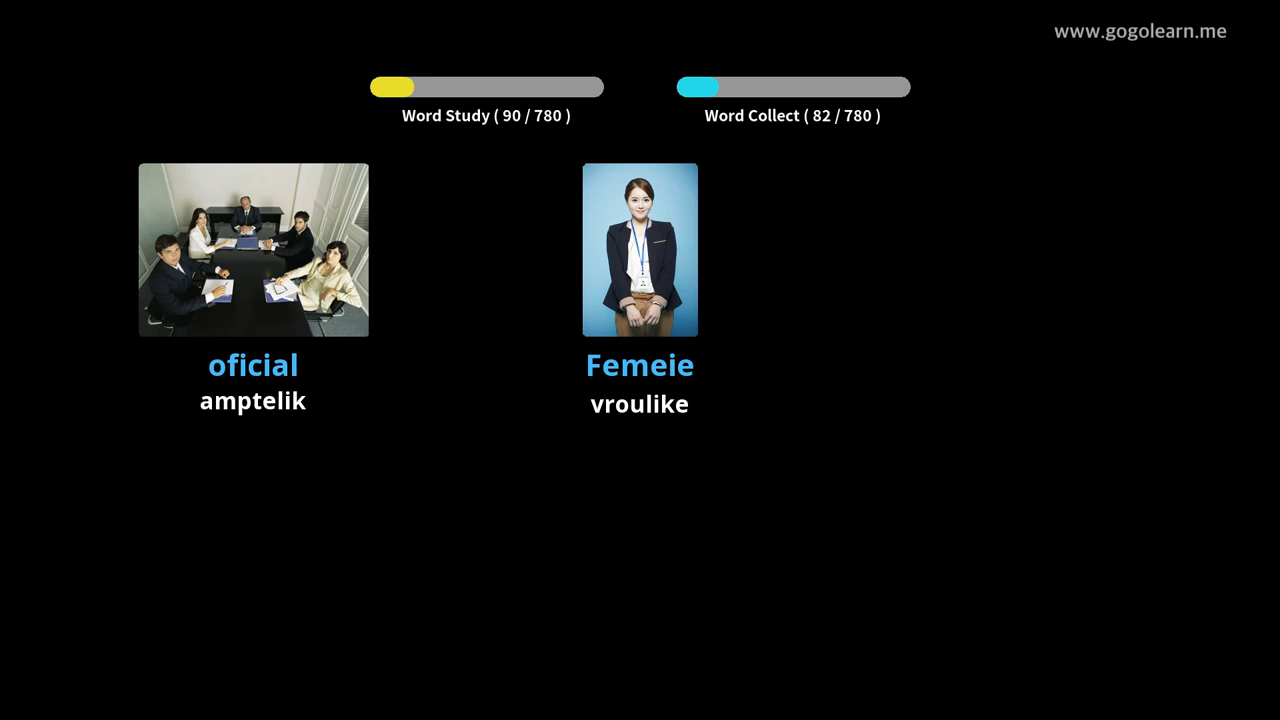 www.gogolearn.me
Word Study ( 90 / 780 )
Word Collect ( 82 / 780 )
oficial
amptelik
Femeie
vroulike